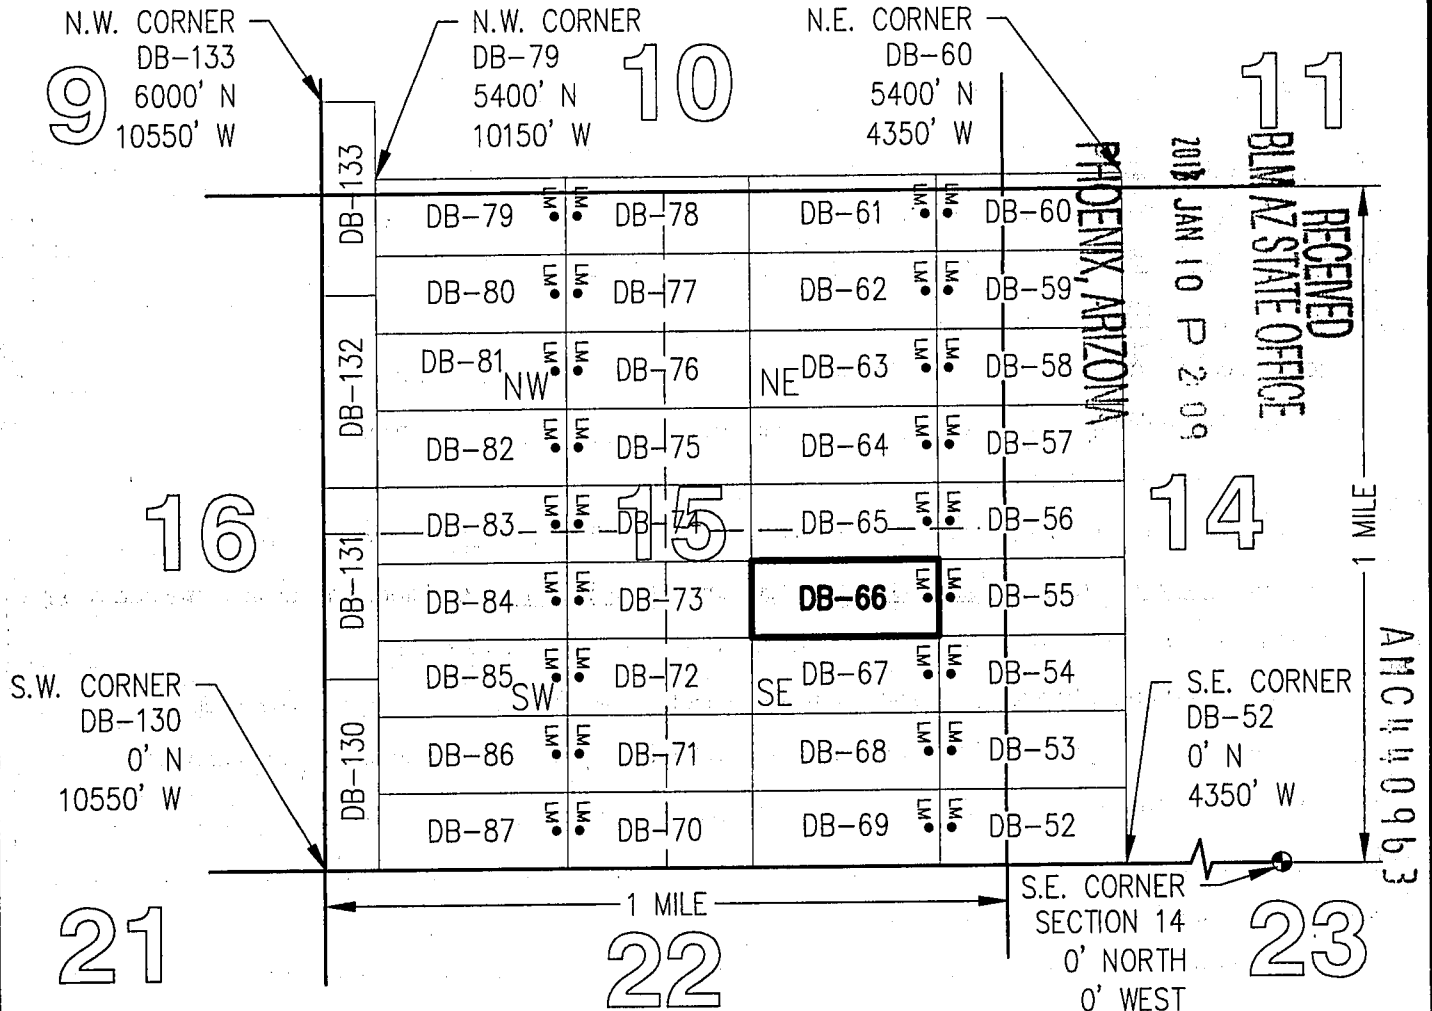 N.W. CORNER
DB-133
6000' N
10550' W
N.W. CORNER
DB-79
5400' N
10150' W
N.E. CORNER
DB-60
5400' N
4350' W
9
10
11
RECEIVED
BLM AZ STATE OFFICE
JAN 10 P 2:09
PHOENIX, ARIZONA
DB-133
DB-79 LM LM DB-78 DB-61 LM LM DB-60
DB-80 LM LM DB-77 DB-62 LM LM DB-59
DB-132
DB-81 LM LM DB-76 DB-63 LM LM DB-58
NW NE
DB-82 LM LM DB-75 DB-64 LM LM DB-57
16 15 14
1 MILE
DB-83 LM LM DB-74 DB-65 LM LM DB-56
DB-131
DB-84 LM LM DB-73 DB-66 LM LM DB-55
DB-85 LM LM DB-72 DB-67 LM LM DB-54
SW SE
DB-130
DB-86 LM LM DB-71 DB-68 LM LM DB-53
DB-87 LM LM DB-70 DB-69 LM LM DB-52
S.W. CORNER
DB-130
0' N
10550' W
S.E. CORNER
DB-52
0' N
4350' W
AMC440963
1 MILE
S.E. CORNER
SECTION 14
0' NORTH
0' WEST
21
22
23